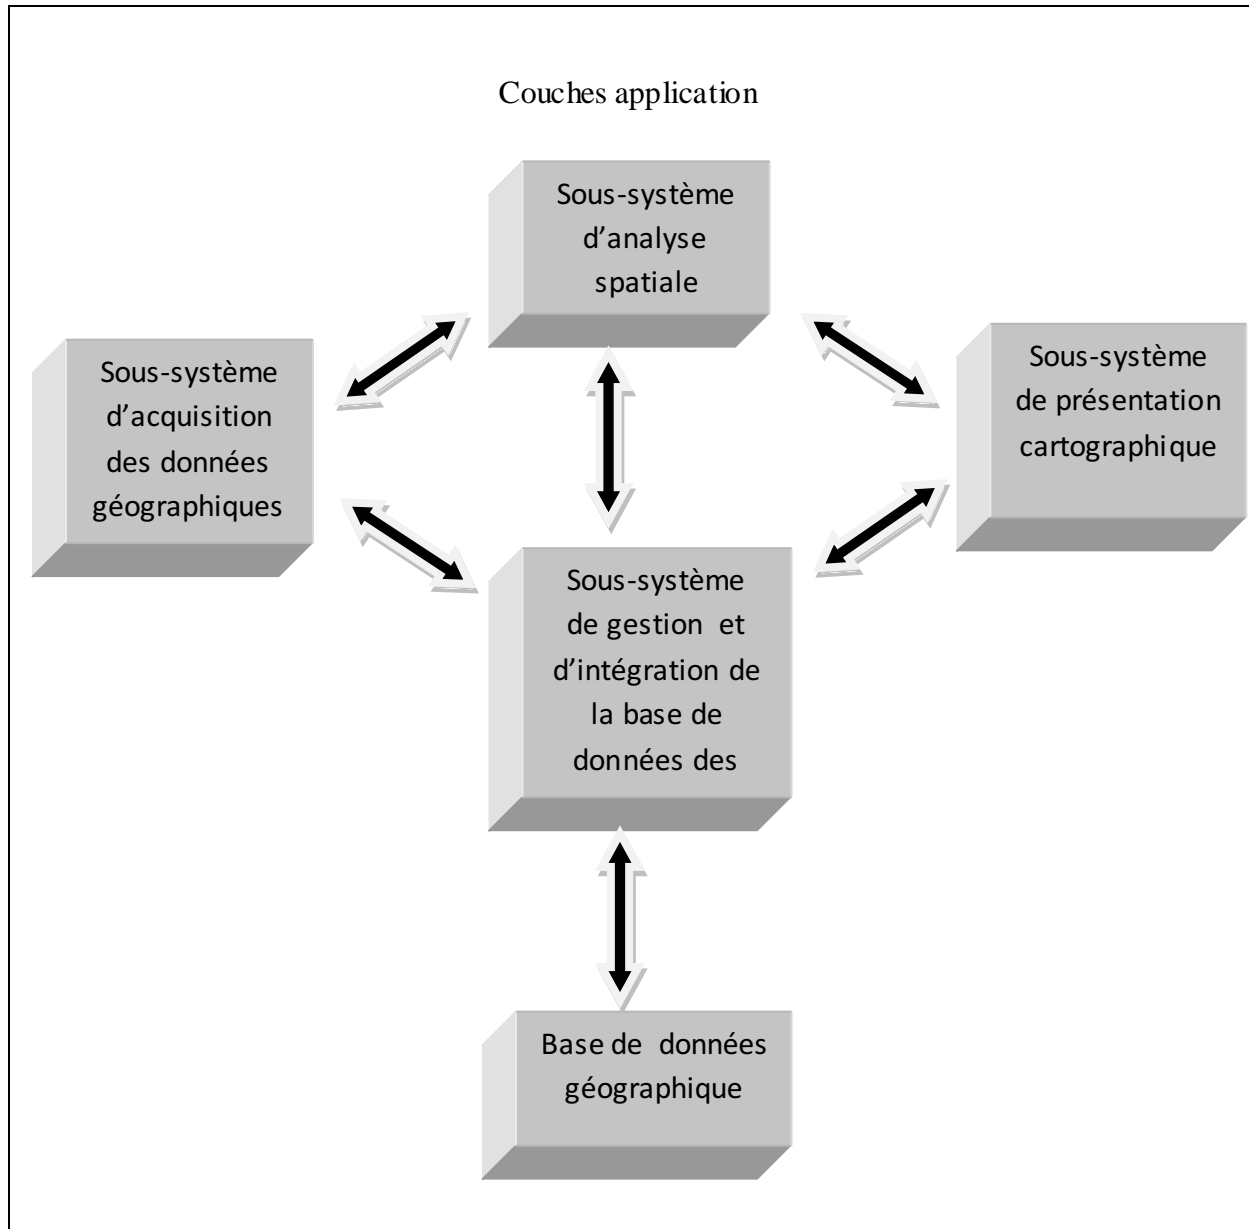 Couches application
Sous-système
d’analyse
spatiale
Sous-système
d’acquisition
des données
géographiques
Sous-système
de présentation
cartographique
Sous-système
de gestion et
d’intégration de
la base de
données des
Base de données
géographique